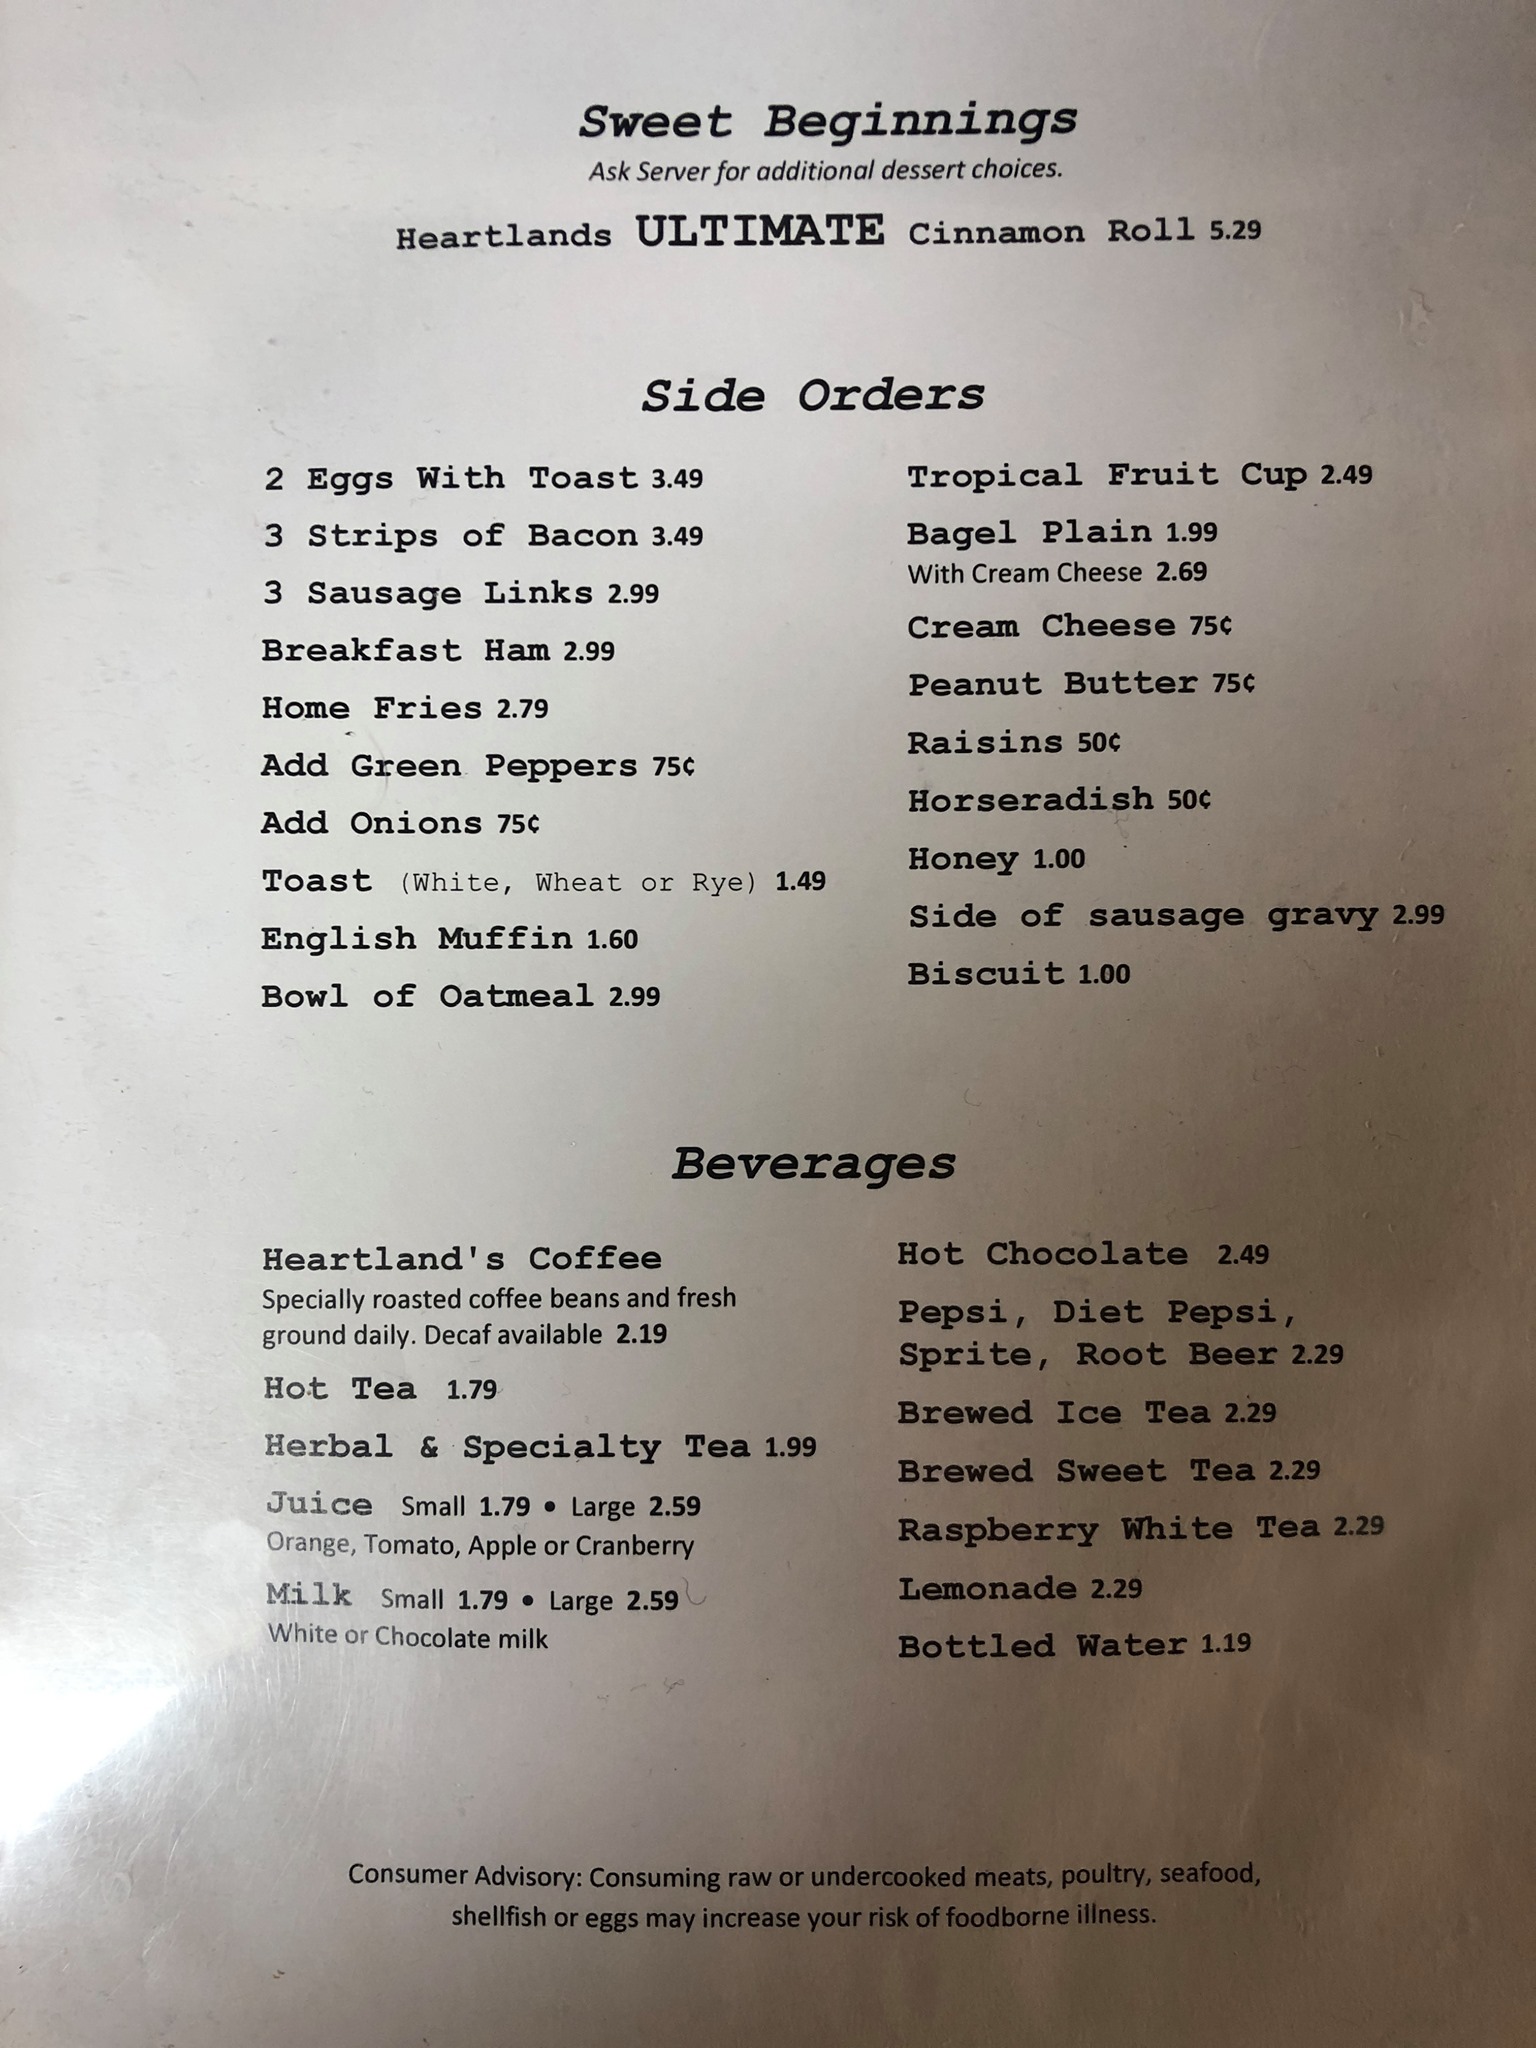 Sweet Beginnings
Ask Server for additional dessert choices.
Heartlands ULTIMATE Cinnamon Roll 5.29
Side Orders
2 Eggs With Toast 3.49
3 Strips of Bacon 3.49
3 Sausage Links 2.99
Breakfast Ham 2.99
Home Fries 2.79
Add Green Peppers 75¢
Add Onions 75¢
Toast (White, Wheat or Rye) 1.49
English Muffin 1.60
Bowl of Oatmeal 2.99
Tropical Fruit Cup 2.49
Bagel Plain 1.99
With Cream Cheese 2.69
Cream Cheese 75¢
Peanut Butter 75¢
Raisins 50¢
Horseradish 50¢
Honey 1.00
Side of sausage gravy 2.99
Biscuit 1.00
Beverages
Heartland's Coffee
Specially roasted coffee beans and fresh
ground daily. Decaf available 2.19
Hot Tea 1.79
Herbal & Specialty Tea 1.99
Juice Small 1.79 • Large 2.59
Orange, Tomato, Apple or Cranberry
Milk Small 1.79 • Large 2.59
White or Chocolate milk
Hot Chocolate 2.49
Pepsi, Diet Pepsi,
Sprite, Root Beer 2.29
Brewed Ice Tea 2.29
Brewed Sweet Tea 2.29
Raspberry White Tea 2.29
Lemonade 2.29
Bottled Water 1.19
Consumer Advisory: Consuming raw or undercooked meats, poultry, seafood,
shellfish or eggs may increase your risk of foodborne illness.